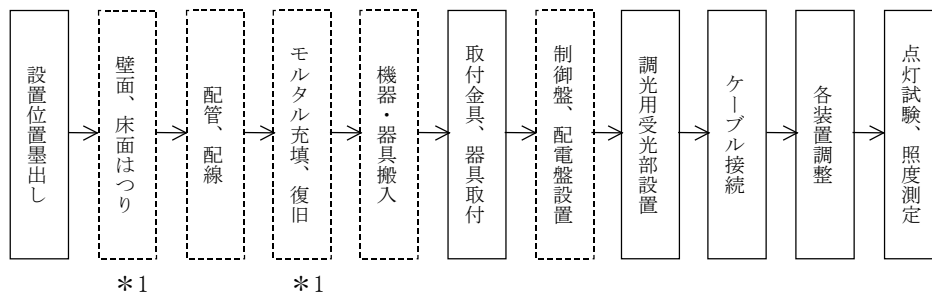 設置位置墨出し
壁面、床面はつり
配管、配線
モルタル充填、復旧
機器・器具搬入
取付金具、器具取付
制御盤、配電盤設置
調光用受光部設置
ケーブル接続
各装置調整
点灯試験、照度測定
＊1
＊1